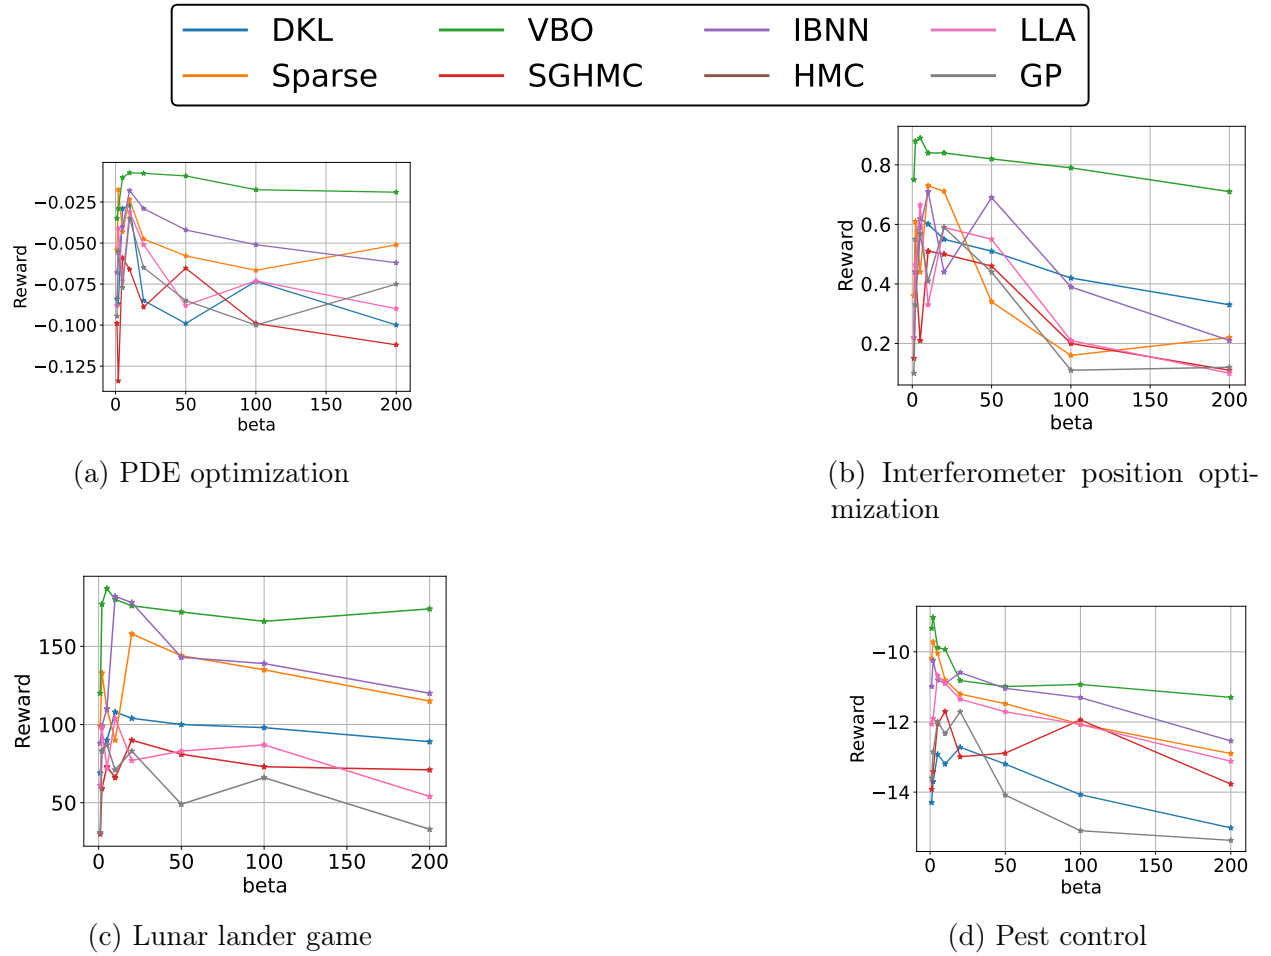 DKL VBO IBNN LLA
Sparse SGHMC HMC GP
−0.025
−0.050
−0.075
−0.100
−0.125
Reward
0 50 100 150 200
beta
(a) PDE optimization
0.8
0.6
0.4
0.2
Reward
0 50 100 150 200
beta
(b) Interferometer position opti-
mization
150
100
50
Reward
0 50 100 150 200
beta
(c) Lunar lander game
−10
−12
−14
Reward
0 50 100 150 200
beta
(d) Pest control